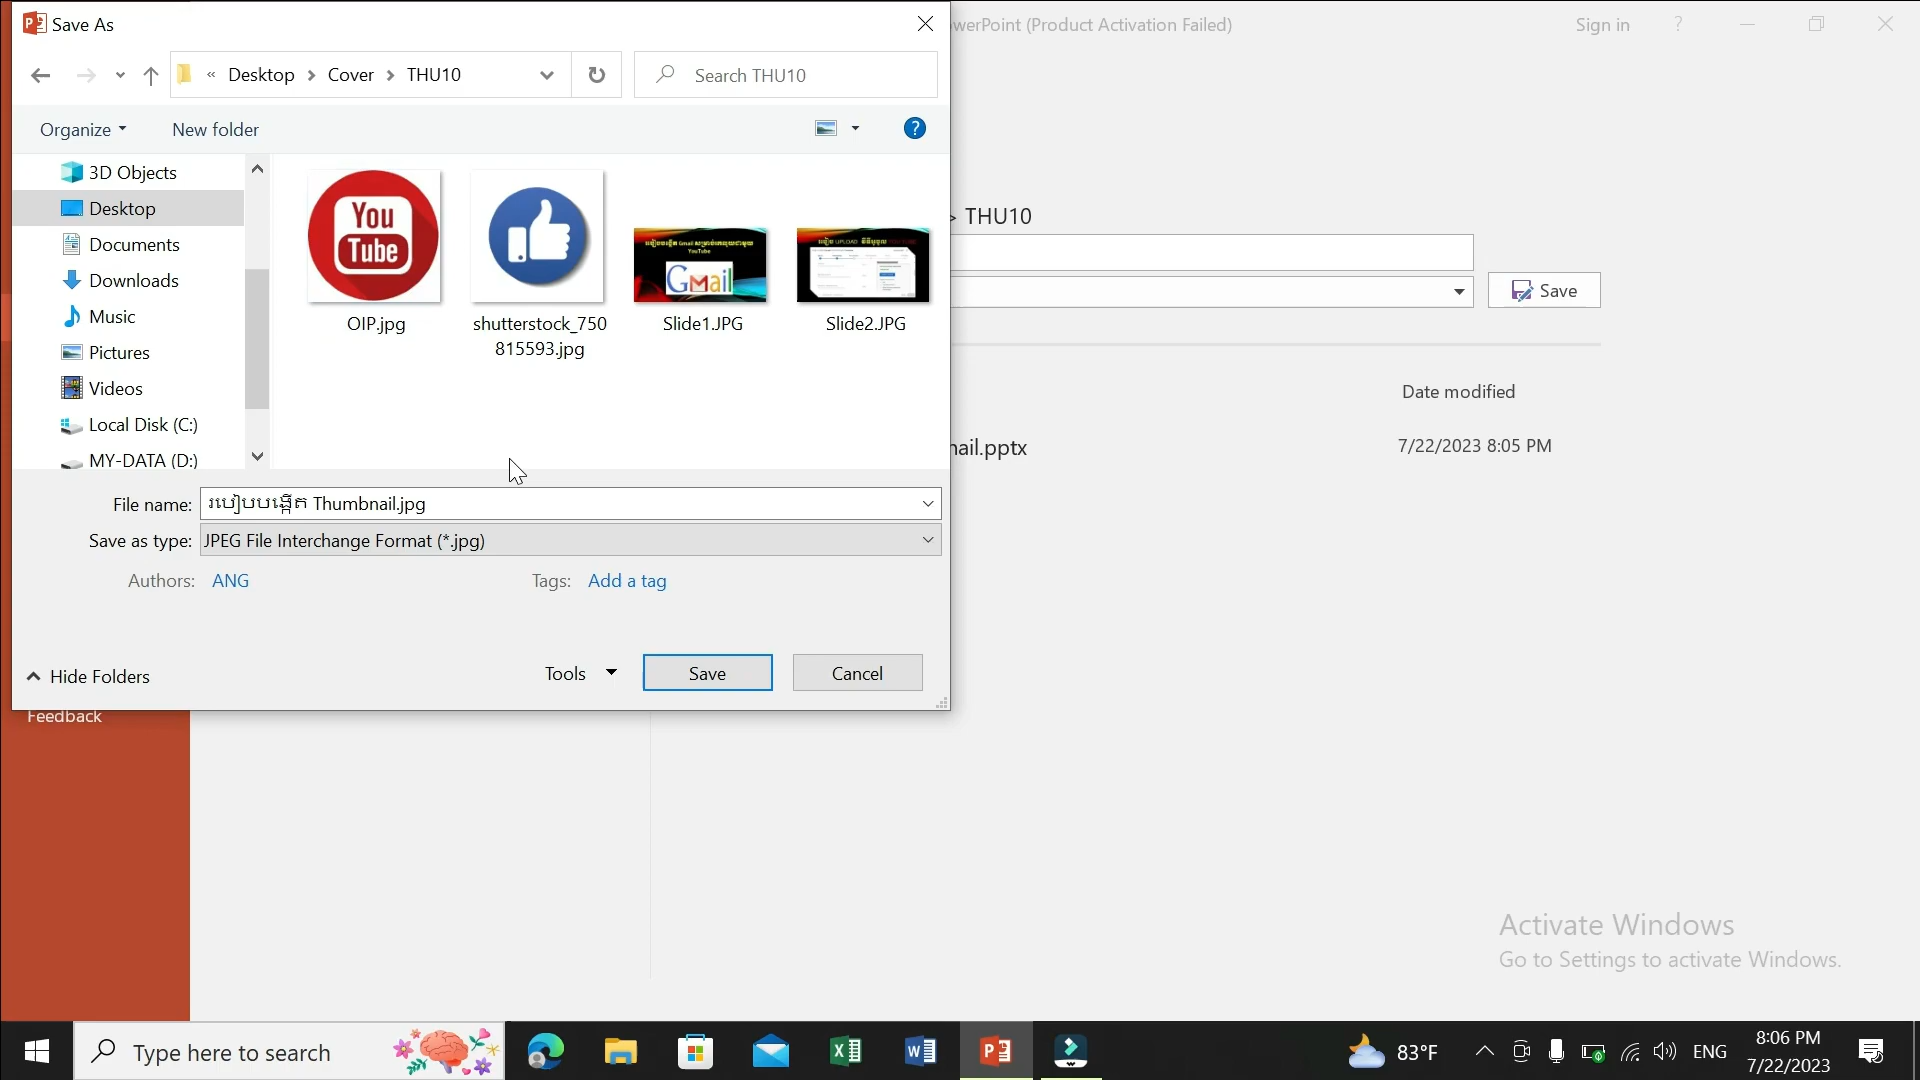 Save As
werPoint (Product Activation Failed)
Sign in
?
« Desktop > Cover > THU10
Search THU10
Organize
New folder
?
3D Objects
Desktop
Documents
Downloads
Music
Pictures
Videos
Local Disk (C:)
MY-DATA (D:)
You
Tube
OIP.jpg
shutterstock_750
815593.jpg
YouTube
GMail
Slide1.JPG
Slide2.JPG
> THU10
Save
Date modified
nail.pptx
7/22/2023 8:05 PM
File name: របៀបបង្កើត Thumbnail.jpg
Save as type: JPEG File Interchange Format (*.jpg)
Authors: ANG
Tags: Add a tag
Hide Folders
Tools
Save
Cancel
Feedback
Activate Windows
Go to Settings to activate Windows.
Type here to search
83°F
ENG
8:06 PM
7/22/2023